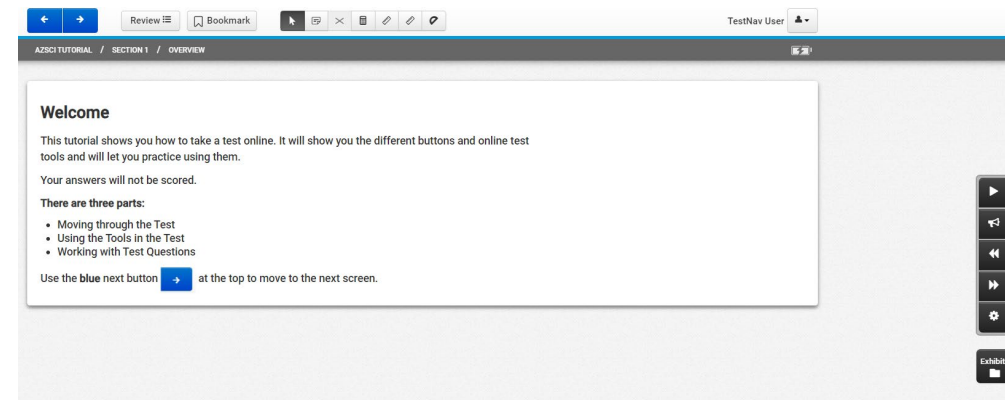 Review
Bookmark
TestNav User
AZSCI TUTORIAL / SECTION 1 / OVERVIEW
Welcome
This tutorial shows you how to take a test online. It will show you the different buttons and online test
tools and will let you practice using them.
Your answers will not be scored.
There are three parts:
• Moving through the Test
• Using the Tools in the Test
• Working with Test Questions
Use the blue next button at the top to move to the next screen.
Exhibit